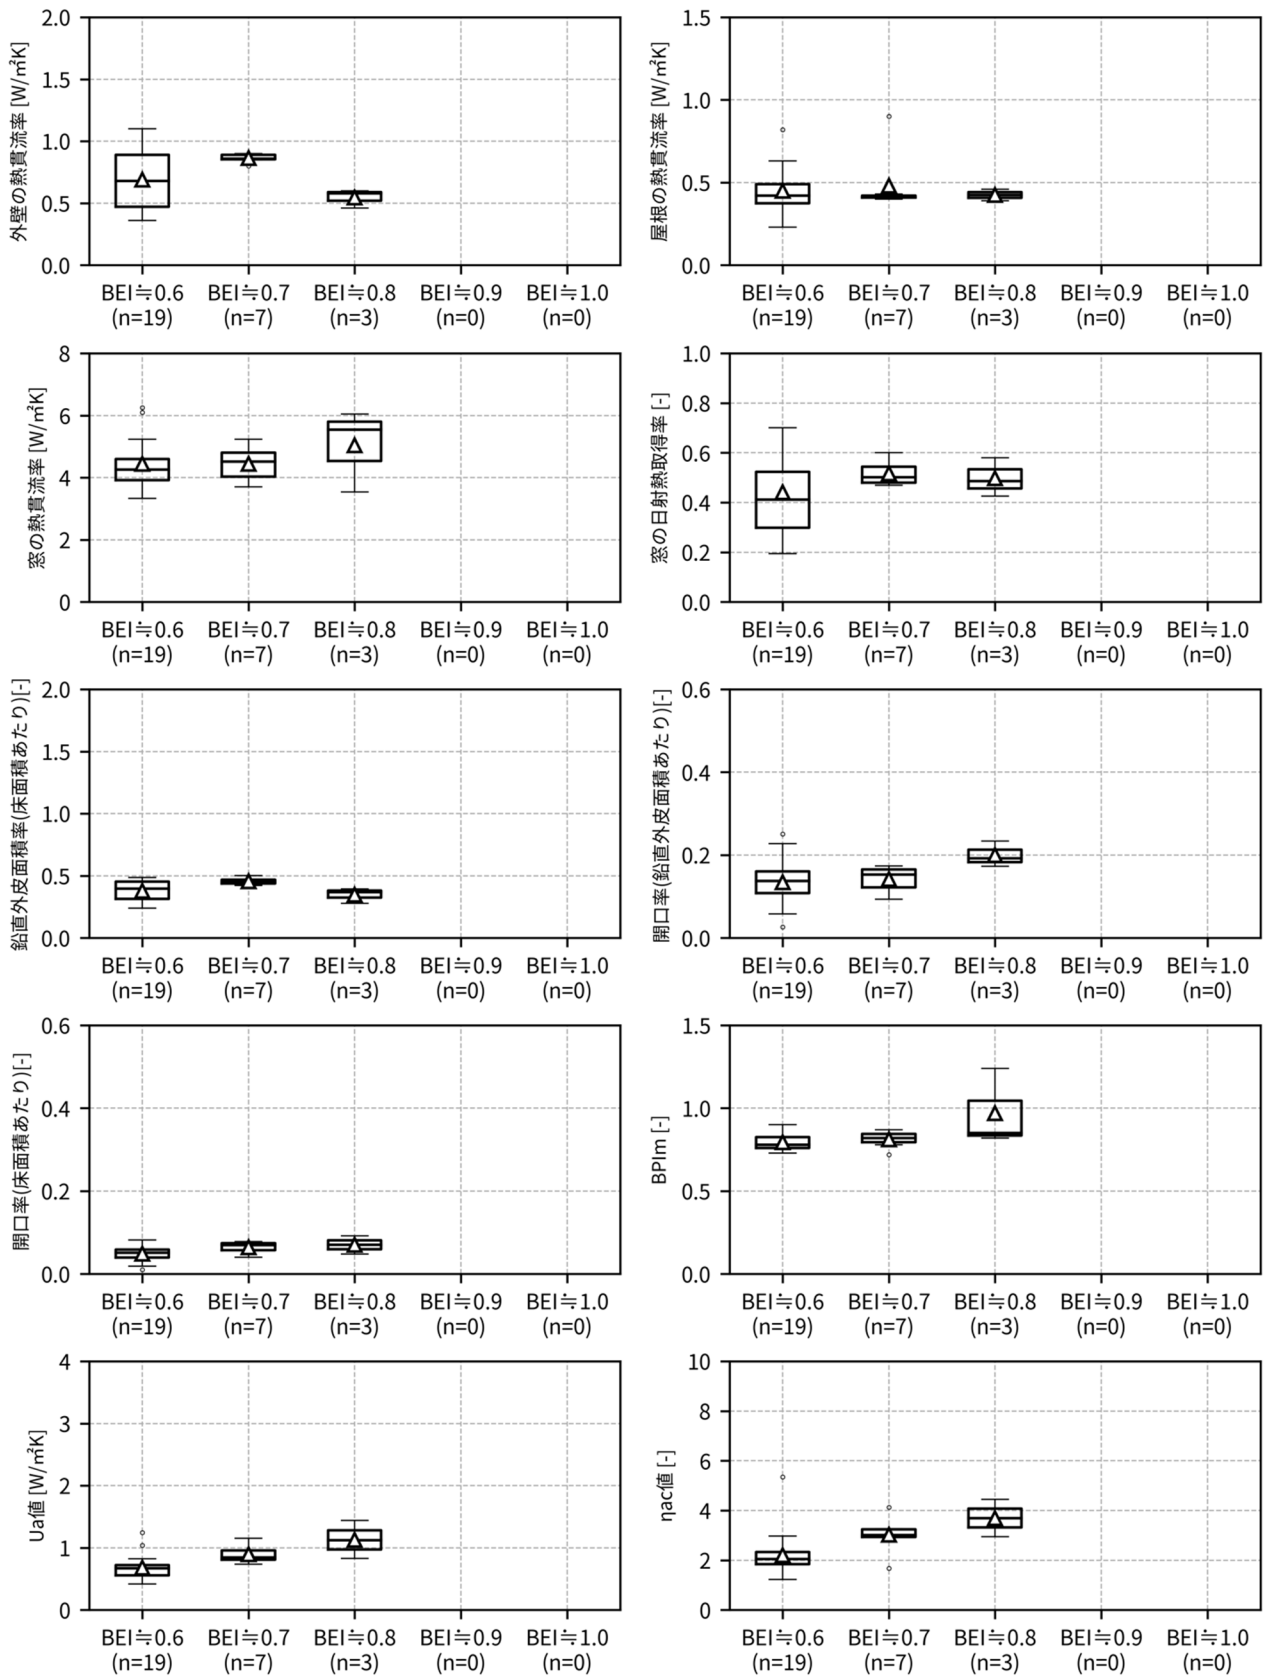 外壁の熱貫流率 [W/㎡K]
2.0
1.5
1.0
0.5
0.0
BEI≒0.6 BEI≒0.7 BEI≒0.8 BEI≒0.9 BEI≒1.0
(n=19) (n=7) (n=3) (n=0) (n=0)
屋根の熱貫流率 [W/㎡K]
1.5
1.0
0.5
0.0
BEI≒0.6 BEI≒0.7 BEI≒0.8 BEI≒0.9 BEI≒1.0
(n=19) (n=7) (n=3) (n=0) (n=0)
窓の熱貫流率 [W/㎡K]
8
6
4
2
0
BEI≒0.6 BEI≒0.7 BEI≒0.8 BEI≒0.9 BEI≒1.0
(n=19) (n=7) (n=3) (n=0) (n=0)
窓の日射熱取得率 [-]
1.0
0.8
0.6
0.4
0.2
0.0
BEI≒0.6 BEI≒0.7 BEI≒0.8 BEI≒0.9 BEI≒1.0
(n=19) (n=7) (n=3) (n=0) (n=0)
鉛直外皮面積率(床面積あたり)[-]
2.0
1.5
1.0
0.5
0.0
BEI≒0.6 BEI≒0.7 BEI≒0.8 BEI≒0.9 BEI≒1.0
(n=19) (n=7) (n=3) (n=0) (n=0)
開口率(鉛直外皮面積あたり)[-]
0.6
0.4
0.2
0.0
BEI≒0.6 BEI≒0.7 BEI≒0.8 BEI≒0.9 BEI≒1.0
(n=19) (n=7) (n=3) (n=0) (n=0)
開口率(床面積あたり)[-]
0.6
0.4
0.2
0.0
BEI≒0.6 BEI≒0.7 BEI≒0.8 BEI≒0.9 BEI≒1.0
(n=19) (n=7) (n=3) (n=0) (n=0)
BPIm [-]
1.5
1.0
0.5
0.0
BEI≒0.6 BEI≒0.7 BEI≒0.8 BEI≒0.9 BEI≒1.0
(n=19) (n=7) (n=3) (n=0) (n=0)
Ua値 [W/㎡K]
4
3
2
1
0
BEI≒0.6 BEI≒0.7 BEI≒0.8 BEI≒0.9 BEI≒1.0
(n=19) (n=7) (n=3) (n=0) (n=0)
ηac値 [-]
10
8
6
4
2
0
BEI≒0.6 BEI≒0.7 BEI≒0.8 BEI≒0.9 BEI≒1.0
(n=19) (n=7) (n=3) (n=0) (n=0)